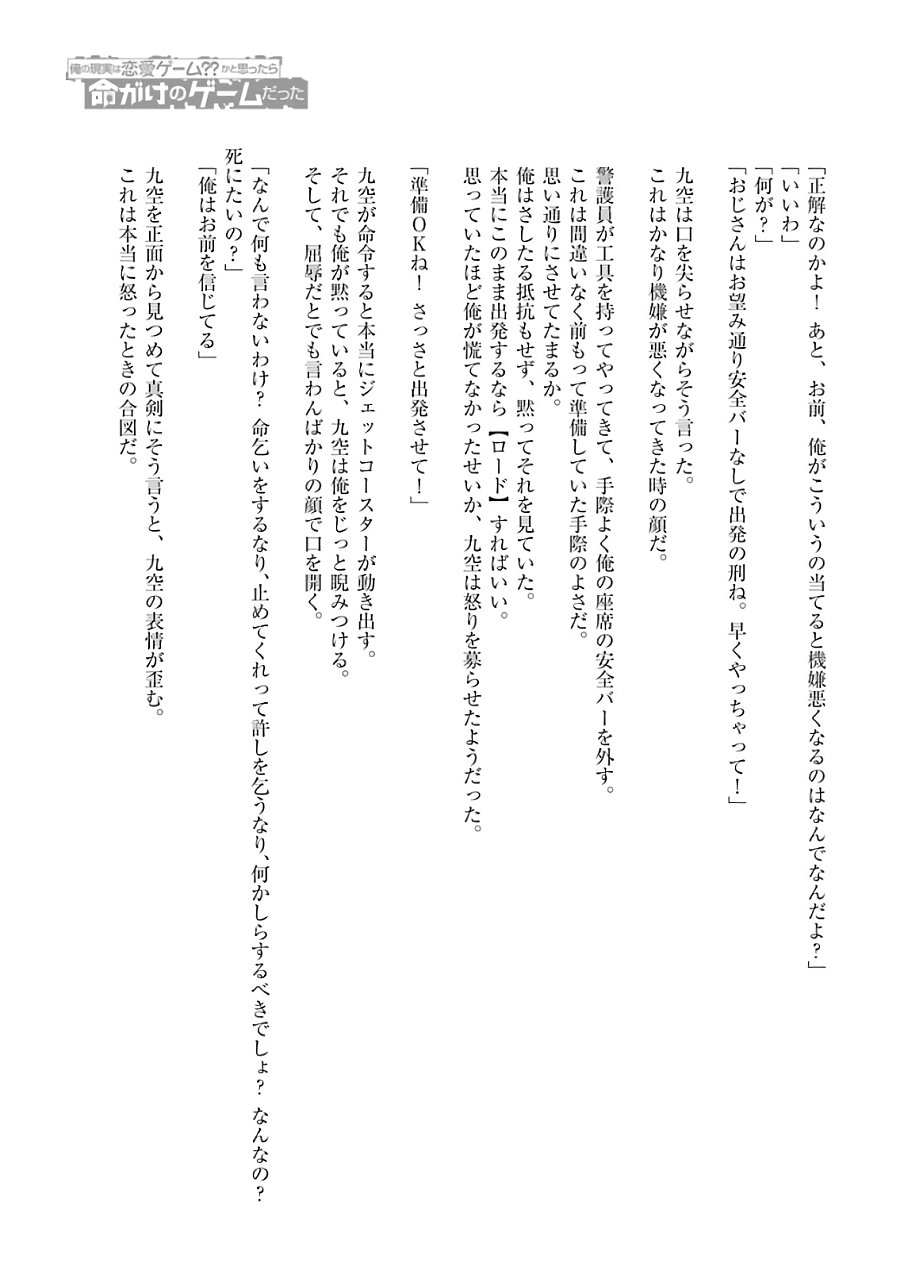 俺の現実は恋愛ゲーム??かと思ったら
命がけのゲームだった
「正解なのかよ！ あと、お前、俺がこういうの当てると機嫌悪くなるのはなんでなんだよ？」
「いいわ」
「何が？」
「おじさんはお望み通り安全バーなしで出発の刑ね。早くやっちゃって！」
九空は口を尖らせながらそう言った。
これはかなり機嫌が悪くなってきた時の顔だ。
警護員が工具を持ってやってきて、手際よく俺の座席の安全バーを外す。
これは間違いなく前もって準備していた手際のよさだ。
思い通りにさせてたまるか。
俺はさしたる抵抗もせず、黙ってそれを見ていた。
本当にこのまま出発するなら【ロード】すればいい。
思っていたほど俺が慌てなかったせいか、九空は怒りを募らせたようだった。
「準備ＯＫね！ さっさと出発させて！」
九空が命令すると本当にジェットコースターが動き出す。
それでも俺が黙っていると、九空は俺をじっと睨みつける。
そして、屈辱だとでも言わんばかりの顔で口を開く。
「なんで何も言わないわけ？ 命乞いをするなり、止めてくれって許しを乞うなり、何かしらするべきでしょ？ なんなの？
死にたいの？」
「俺はお前を信じてる」
九空を正面から見つめて真剣にそう言うと、九空の表情が歪む。
これは本当に怒ったときの合図だ。